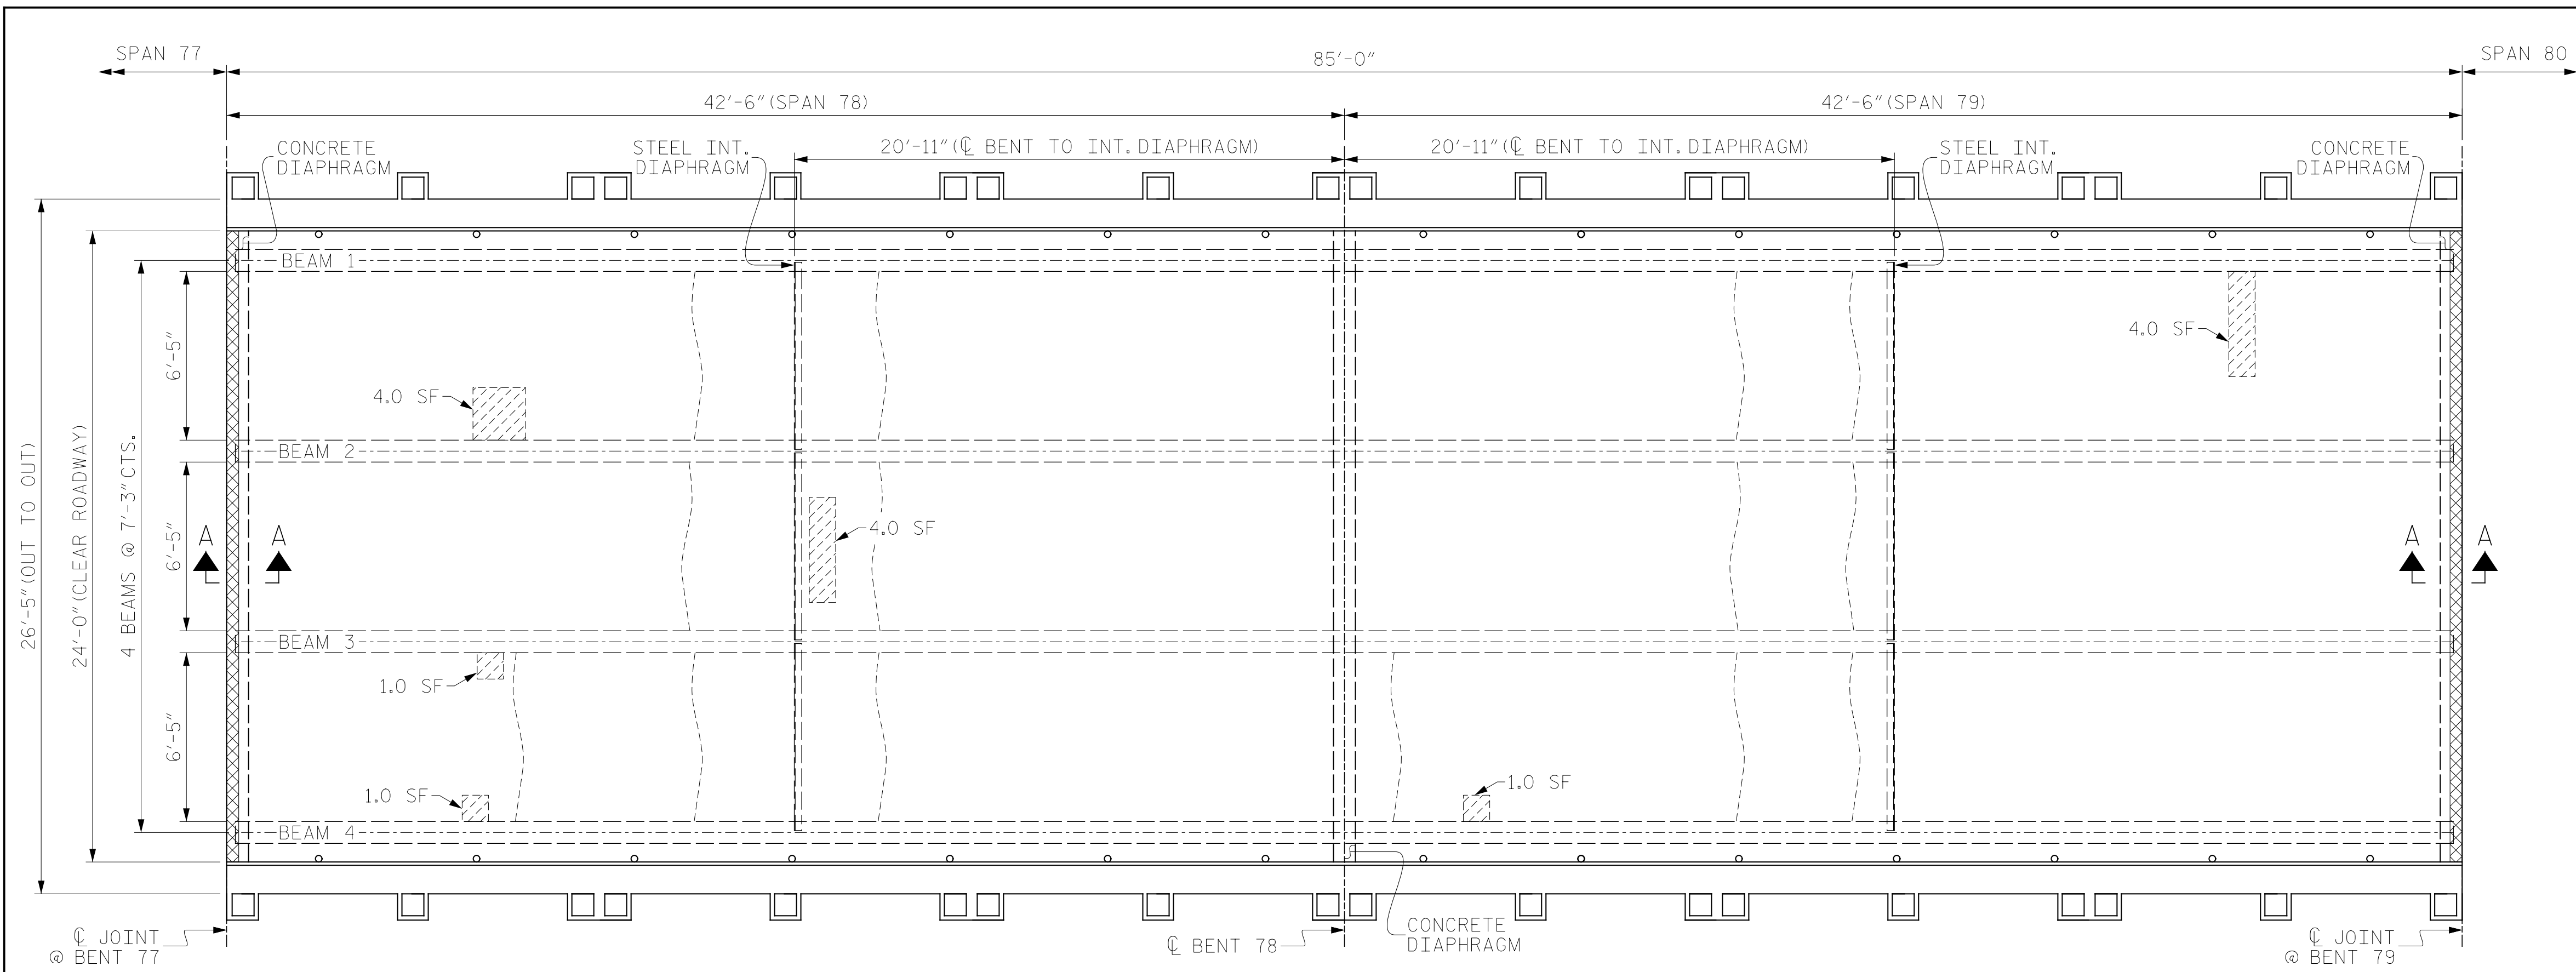 SPAN 77
85'-0"
SPAN 80
42'-6"(SPAN 78)
42'-6"(SPAN 79)
CONCRETE
DIAPHRAGM
STEEL INT.
DIAPHRAGM
20'-11"(℄ BENT TO INT. DIAPHRAGM)
20'-11"(℄ BENT TO INT. DIAPHRAGM)
STEEL INT.
DIAPHRAGM
CONCRETE
DIAPHRAGM
26'-5"(OUT TO OUT)
24'-0"(CLEAR ROADWAY)
4 BEAMS @ 7'-3"CTS.
6'-5"
6'-5"
6'-5"
BEAM 1
4.0 SF
4.0 SF
BEAM 2
4.0 SF
A
A
A
A
BEAM 3
1.0 SF
1.0 SF
1.0 SF
BEAM 4
℄ JOINT
@ BENT 77
℄ BENT 78
CONCRETE
DIAPHRAGM
℄ JOINT
@ BENT 79